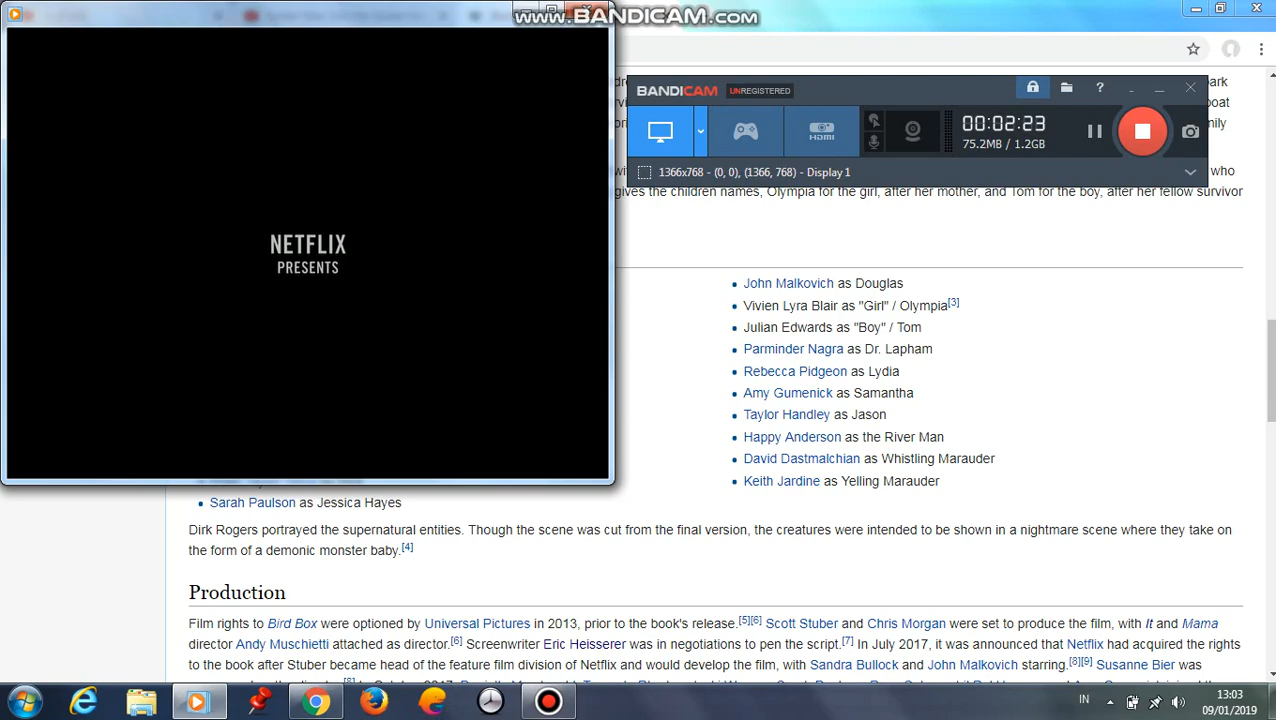 www.BANDICAM.com
NETFLIX
PRESENTS
BANDICAM UNREGISTERED
?
HDMI
00:02:23
75.2MB / 1.2GB
1366x768 - (0, 0), (1366, 768) - Display 1
who
gives the children names, Olympia for the girl, after her mother, and Tom for the boy, after her fellow survivor
John Malkovich as Douglas
Vivien Lyra Blair as "Girl" / Olympia[3]
Julian Edwards as "Boy" / Tom
Parminder Nagra as Dr. Lapham
Rebecca Pidgeon as Lydia
Amy Gumenick as Samantha
Taylor Handley as Jason
Happy Anderson as the River Man
David Dastmalchian as Whistling Marauder
Keith Jardine as Yelling Marauder
Sarah Paulson as Jessica Hayes
Dirk Rogers portrayed the supernatural entities. Though the scene was cut from the final version, the creatures were intended to be shown in a nightmare scene where they take on
the form of a demonic monster baby.[4]
Production
Film rights to Bird Box were optioned by Universal Pictures in 2013, prior to the book's release.[5][6] Scott Stuber and Chris Morgan were set to produce the film, with It and Mama
director Andy Muschietti attached as director.[6] Screenwriter Eric Heisserer was in negotiations to pen the script.[7] In July 2017, it was announced that Netflix had acquired the rights
to the book after Stuber became head of the feature film division of Netflix and would develop the film, with Sandra Bullock and John Malkovich starring.[8][9] Susanne Bier was
IN
13:03
09/01/2019